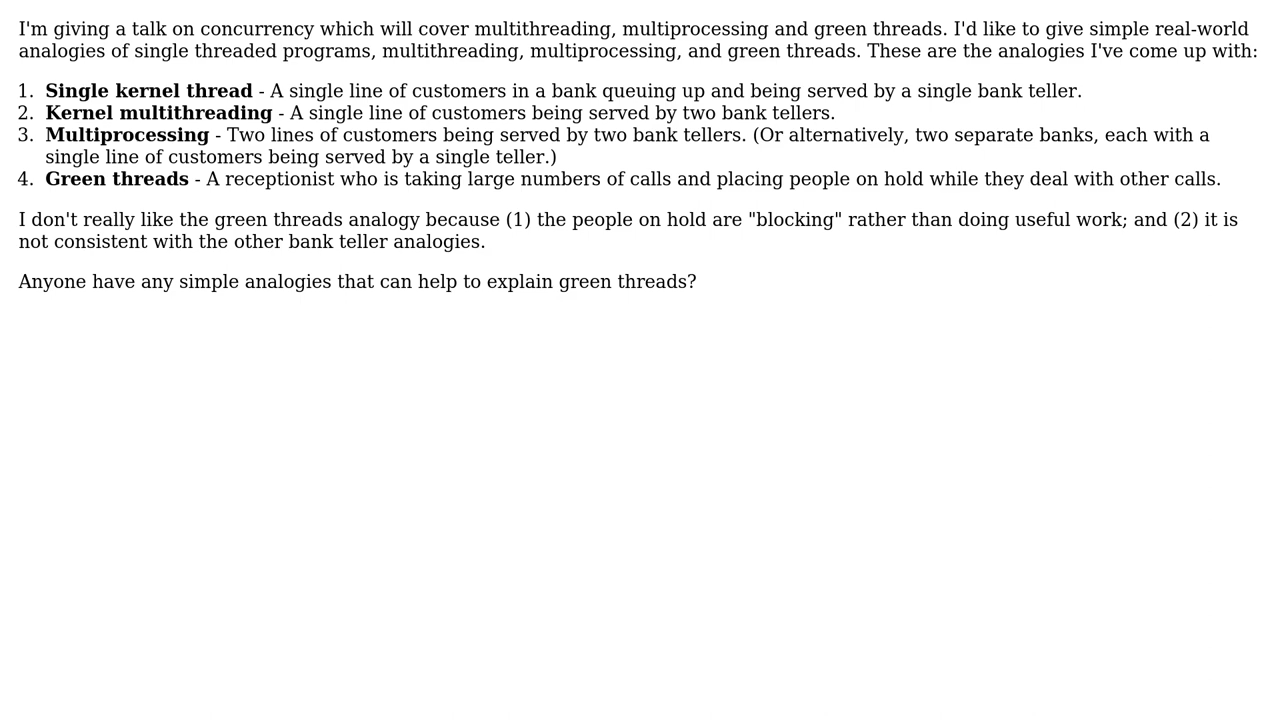 I'm giving a talk on concurrency which will cover multithreading, multiprocessing and green threads. I'd like to give simple real-world
analogies of single threaded programs, multithreading, multiprocessing, and green threads. These are the analogies I've come up with:
1. Single kernel thread - A single line of customers in a bank queuing up and being served by a single bank teller.
2. Kernel multithreading - A single line of customers being served by two bank tellers.
3. Multiprocessing - Two lines of customers being served by two bank tellers. (Or alternatively, two separate banks, each with a
single line of customers being served by a single teller.)
4. Green threads - A receptionist who is taking large numbers of calls and placing people on hold while they deal with other calls.
I don't really like the green threads analogy because (1) the people on hold are "blocking" rather than doing useful work; and (2) it is
not consistent with the other bank teller analogies.
Anyone have any simple analogies that can help to explain green threads?